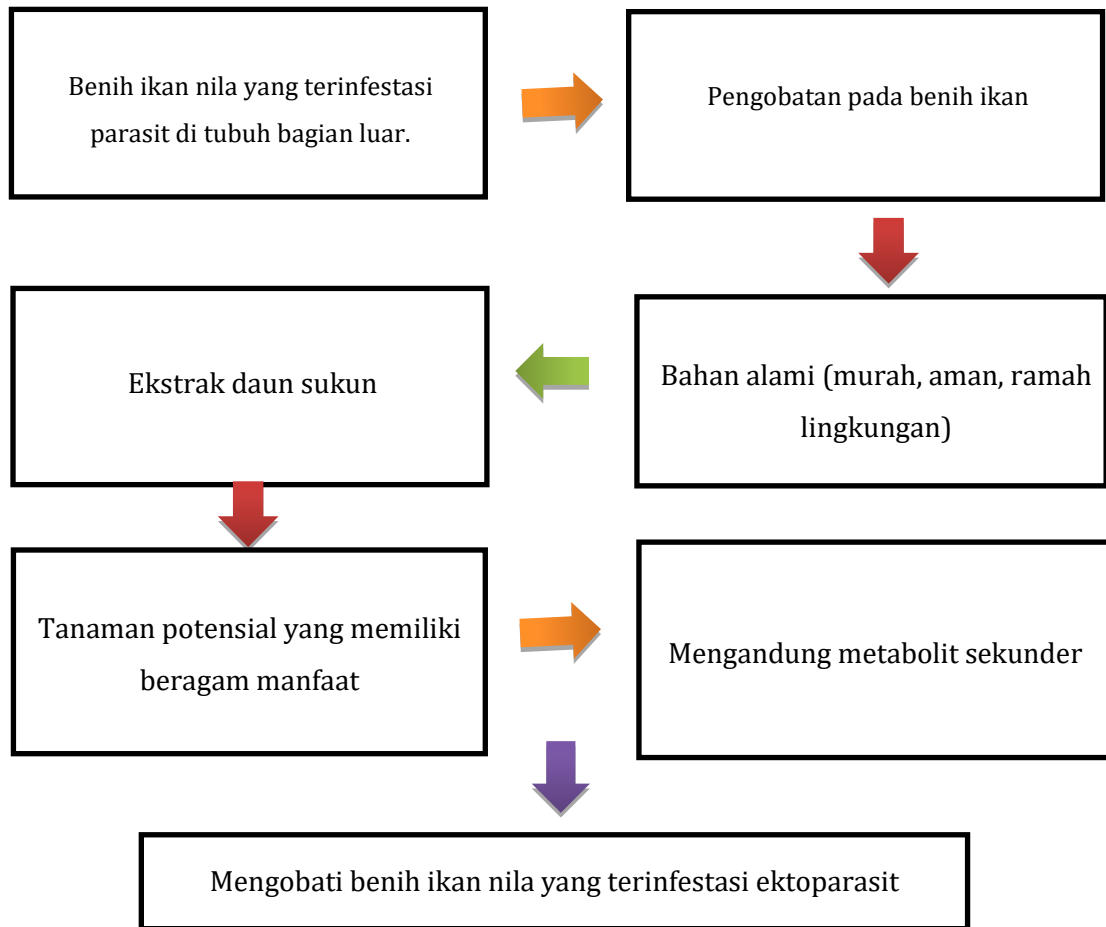 Benih ikan nila yang terinfestasi
parasit di tubuh bagian luar.
Pengobatan pada benih ikan
Bahan alami (murah, aman, ramah
lingkungan)
Ekstrak daun sukun
Tanaman potensial yang memiliki
beragam manfaat
Mengandung metabolit sekunder
Mengobati benih ikan nila yang terinfestasi ektoparasit